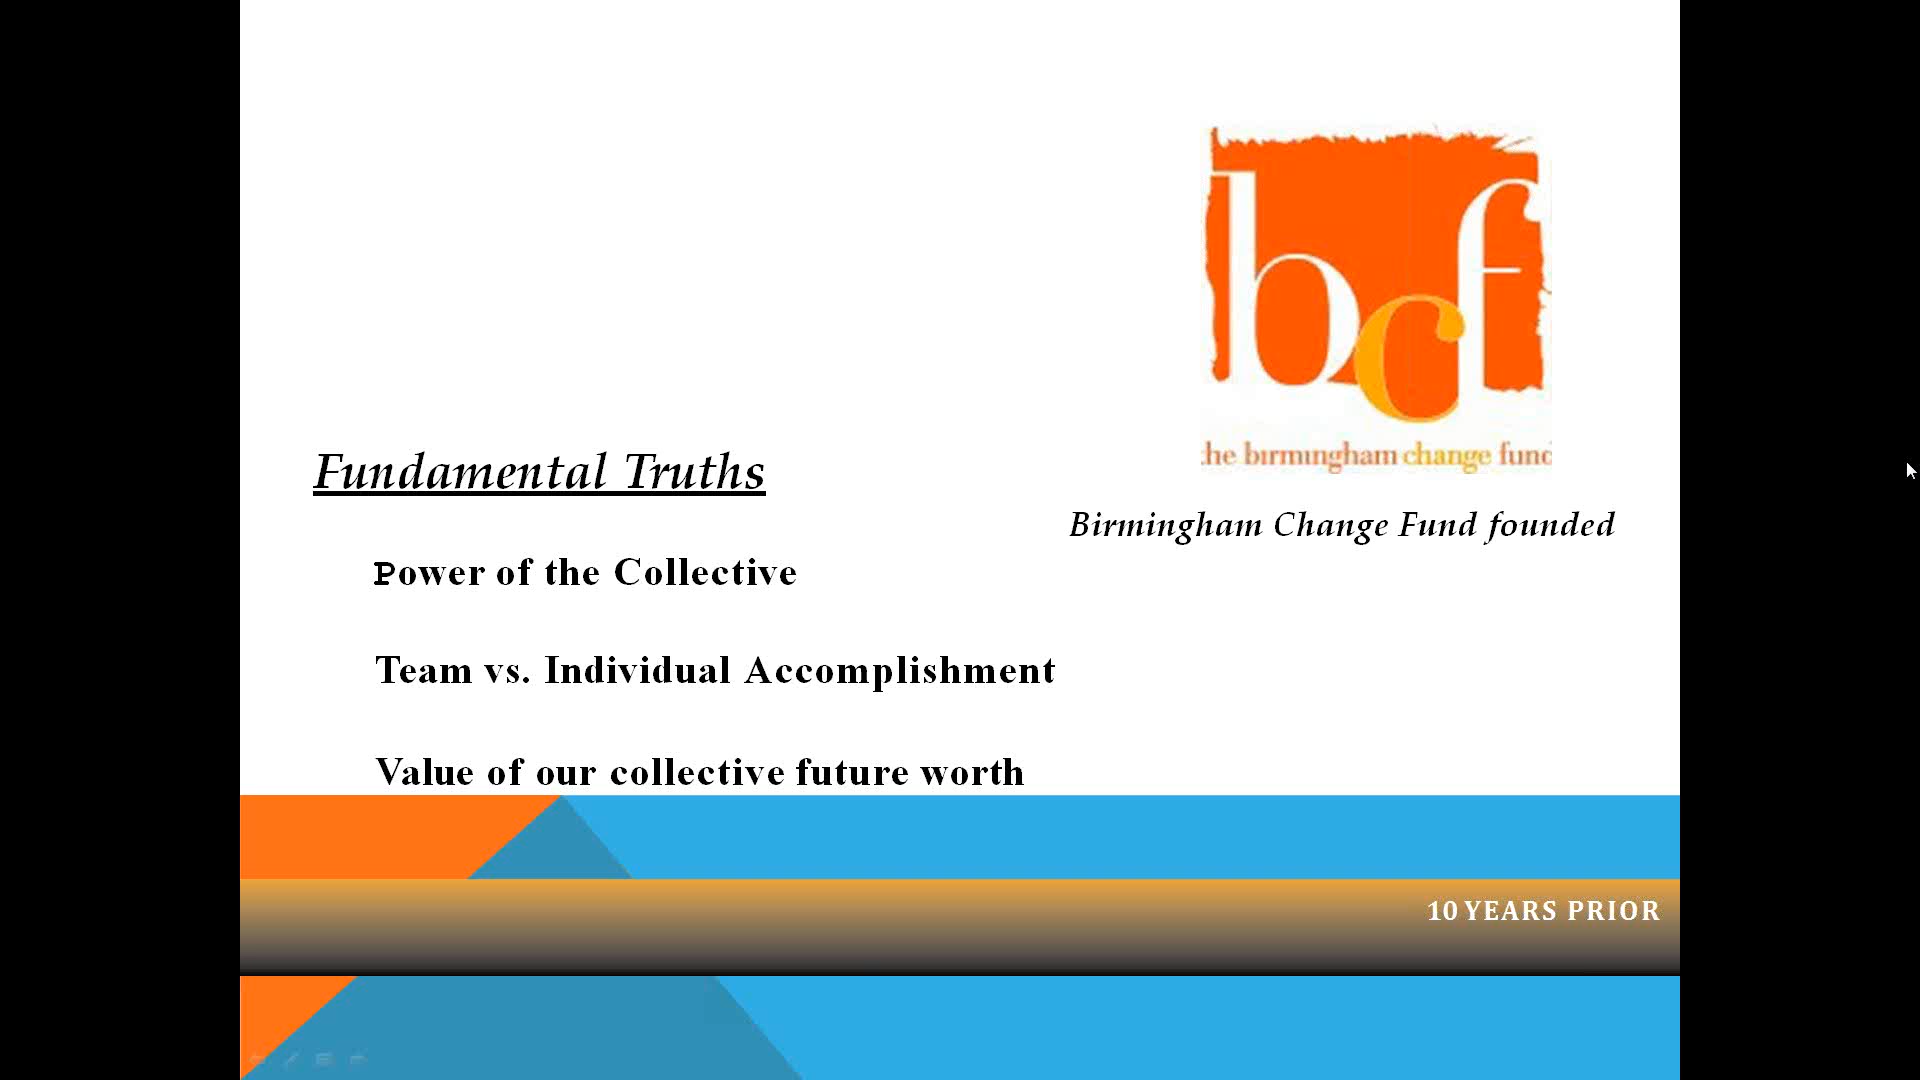 bcf
he birmingham change fund
Birmingham Change Fund founded
Fundamental Truths
Power of the Collective
Team vs. Individual Accomplishment
Value of our collective future worth
10 YEARS PRIOR